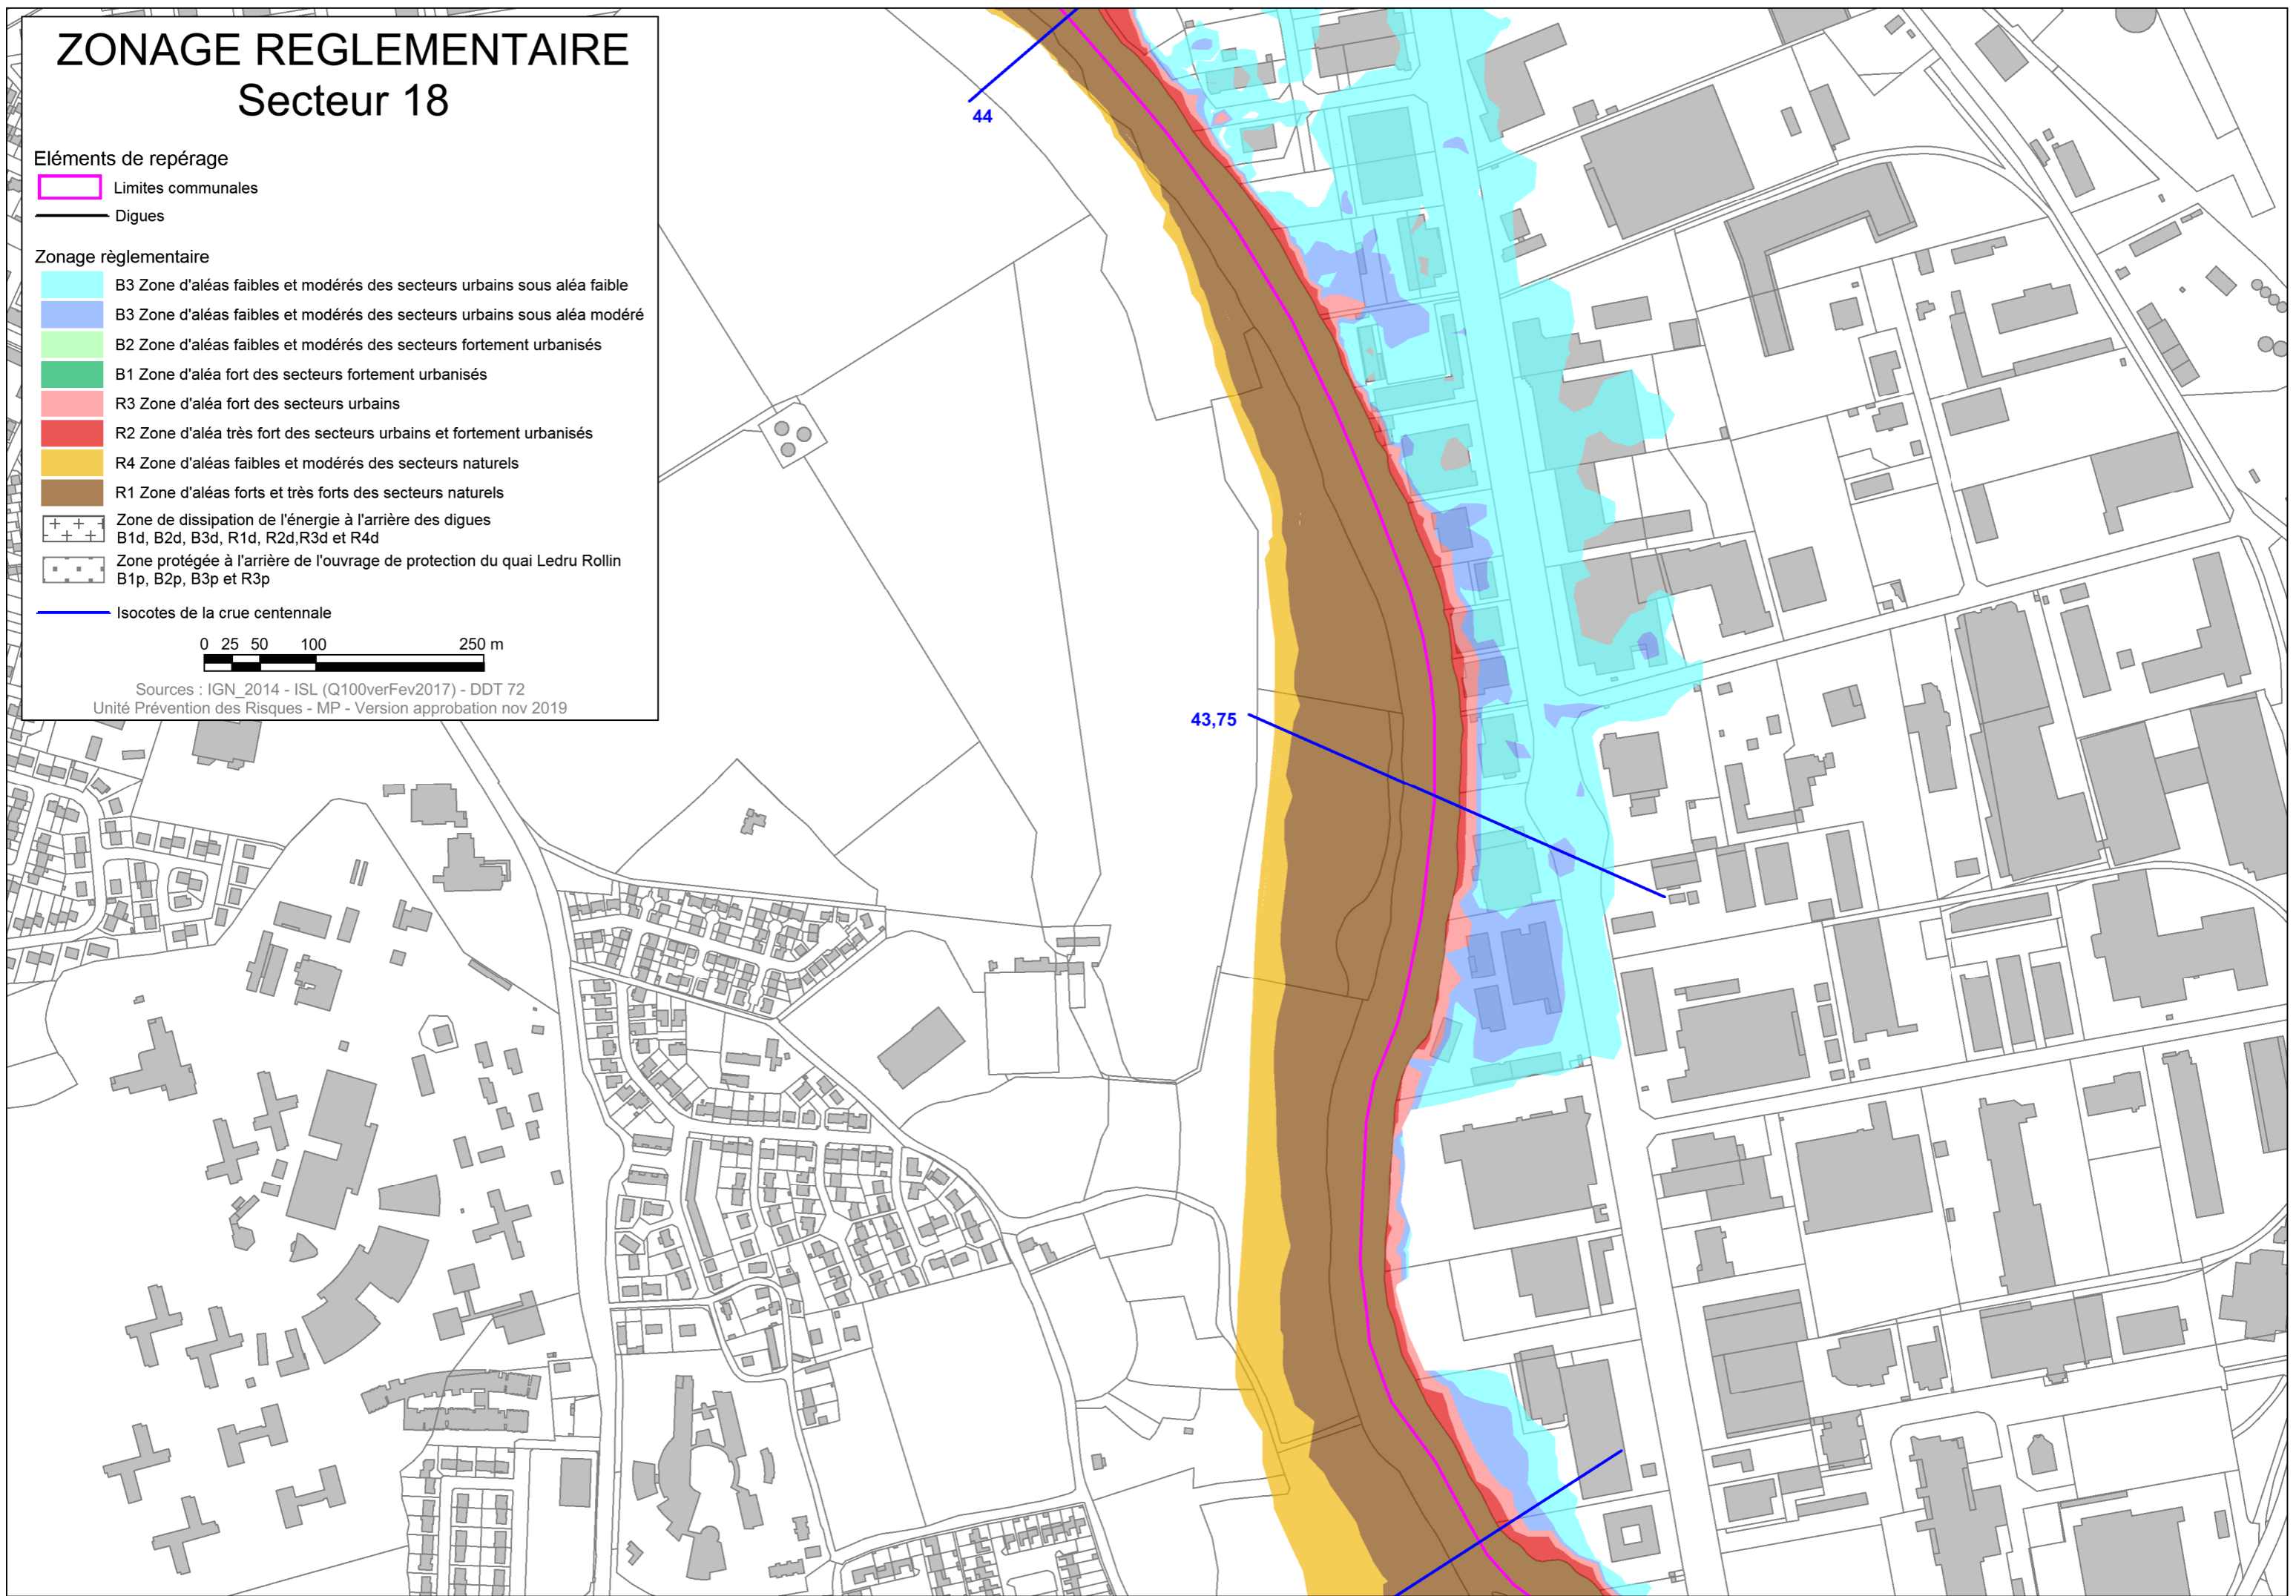 ZONAGE REGLEMENTAIRE
Secteur 18
Eléments de repérage
Limites communales
Digues
Zonage règlementaire
B3 Zone d'aléas faibles et modérés des secteurs urbains sous aléa faible
B3 Zone d'aléas faibles et modérés des secteurs urbains sous aléa modéré
B2 Zone d'aléas faibles et modérés des secteurs fortement urbanisés
B1 Zone d'aléa fort des secteurs fortement urbanisés
R3 Zone d'aléa fort des secteurs urbains
R2 Zone d'aléa très fort des secteurs urbains et fortement urbanisés
R4 Zone d'aléas faibles et modérés des secteurs naturels
R1 Zone d'aléas forts et très forts des secteurs naturels
Zone de dissipation de l'énergie à l'arrière des digues
B1d, B2d, B3d, R1d, R2d,R3d et R4d
Zone protégée à l'arrière de l'ouvrage de protection du quai Ledru Rollin
B1p, B2p, B3p et R3p
Isocotes de la crue centennale
0 25 50 100 250 m
Sources : IGN_2014 - ISL (Q100verFev2017) - DDT 72
Unité Prévention des Risques - MP - Version approbation nov 2019
44
43,75